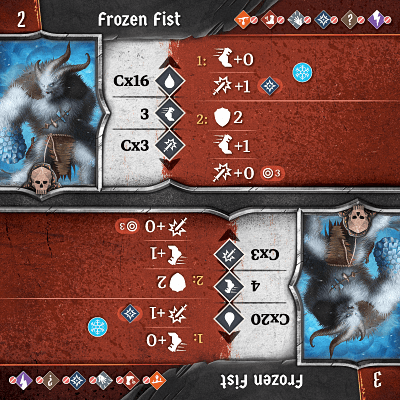 2 Frozen Fist
1: +0
Cx16
+1
3
2: 2
Cx3
+1
+0 3
3 Frozen Fist
1: +0
Cx20
+1
4
2: 2
Cx3
+1
+0 3